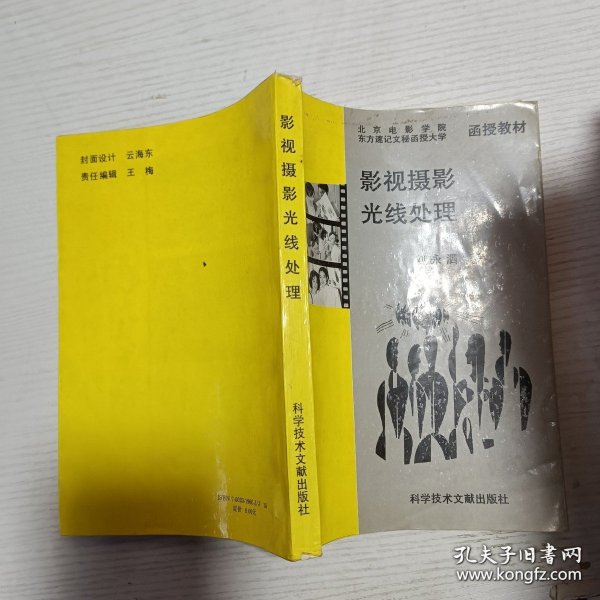 封面设计 云海东
责任编辑 王 梅
影视摄影光线处理
科学技术文献出版社
北京电影学院
东方速记文秘函授大学
函授教材
影视摄影
光线处理
科学技术文献出版社
孔夫子旧书网
www.kongfz.com